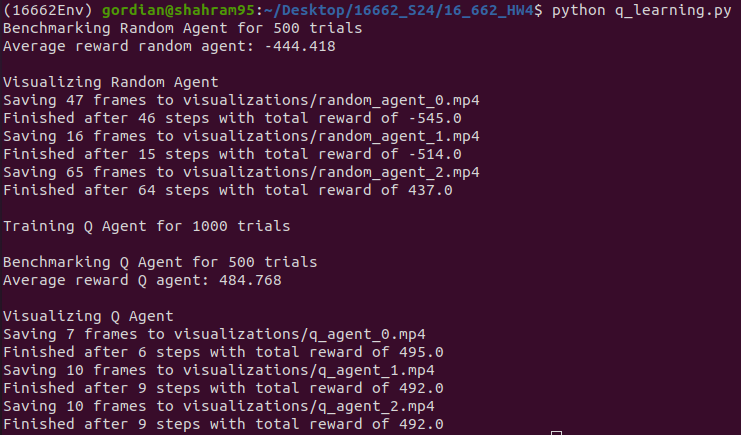 (16662Env) gordian@shahram95:~/Desktop/16662_S24/16_662_HW4$ python q_learning.py
Benchmarking Random Agent for 500 trials
Average reward random agent: -444.418
Visualizing Random Agent
Saving 47 frames to visualizations/random_agent_0.mp4
Finished after 46 steps with total reward of -545.0
Saving 16 frames to visualizations/random_agent_1.mp4
Finished after 15 steps with total reward of -514.0
Saving 65 frames to visualizations/random_agent_2.mp4
Finished after 64 steps with total reward of 437.0
Training Q Agent for 1000 trials
Benchmarking Q Agent for 500 trials
Average reward Q agent: 484.768
Visualizing Q Agent
Saving 7 frames to visualizations/q_agent_0.mp4
Finished after 6 steps with total reward of 495.0
Saving 10 frames to visualizations/q_agent_1.mp4
Finished after 9 steps with total reward of 492.0
Saving 10 frames to visualizations/q_agent_2.mp4
Finished after 9 steps with total reward of 492.0